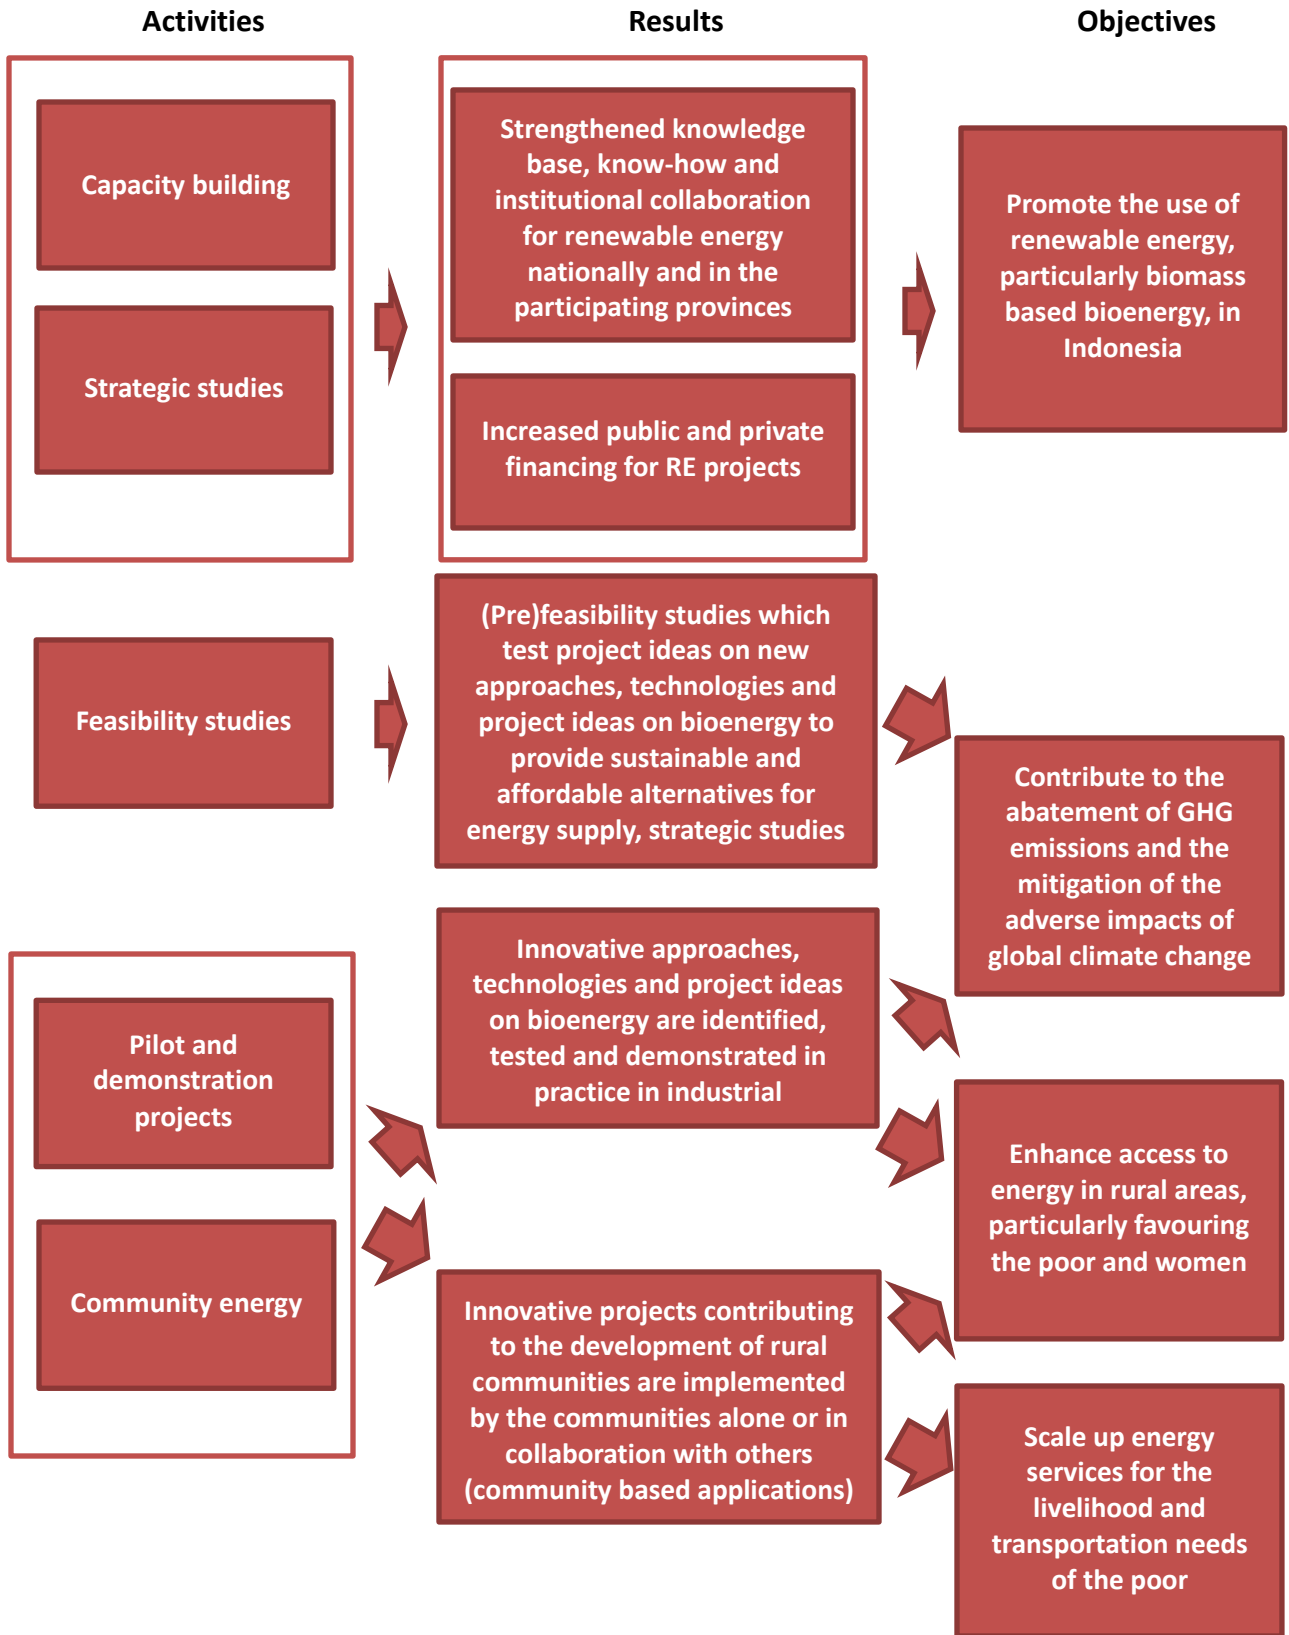 Activities
Results
Objectives
Capacity building
Strategic studies
Strengthened knowledge
base, know-how and
institutional collaboration
for renewable energy
nationally and in the
participating provinces
Increased public and private
financing for RE projects
Promote the use of
renewable energy,
particularly biomass
based bioenergy, in
Indonesia
Feasibility studies
(Pre)feasibility studies which
test project ideas on new
approaches, technologies and
project ideas on bioenergy to
provide sustainable and
affordable alternatives for
energy supply, strategic studies
Contribute to the
abatement of GHG
emissions and the
mitigation of the
adverse impacts of
global climate change
Pilot and
demonstration
projects
Community energy
Innovative approaches,
technologies and project ideas
on bioenergy are identified,
tested and demonstrated in
practice in industrial
Enhance access to
energy in rural areas,
particularly favouring
the poor and women
Innovative projects contributing
to the development of rural
communities are implemented
by the communities alone or in
collaboration with others
(community based applications)
Scale up energy
services for the
livelihood and
transportation needs
of the poor